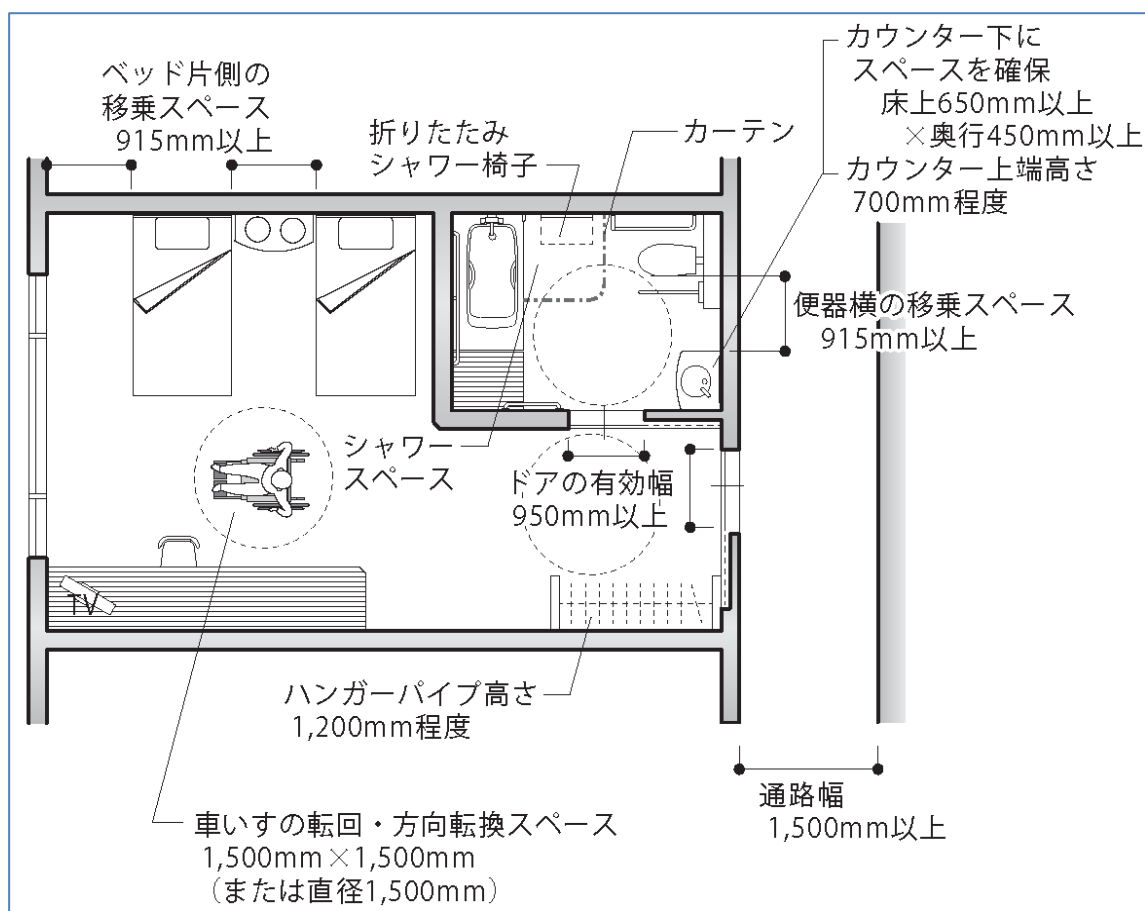 カウンター下に
スペースを確保
床上650mm以上
×奥行450mm以上
カウンター上端高さ
700mm程度
ベッド片側の
移乗スペース
915mm以上
折りたたみ
シャワー椅子
カーテン
便器横の移乗スペース
915mm以上
シャワー
スペース
ドアの有効幅
950mm以上
TV
ハンガーパイプ高さ
1,200mm程度
通路幅
1,500mm以上
車いすの転回・方向転換スペース
1,500mm×1,500mm
（または直径1,500mm）